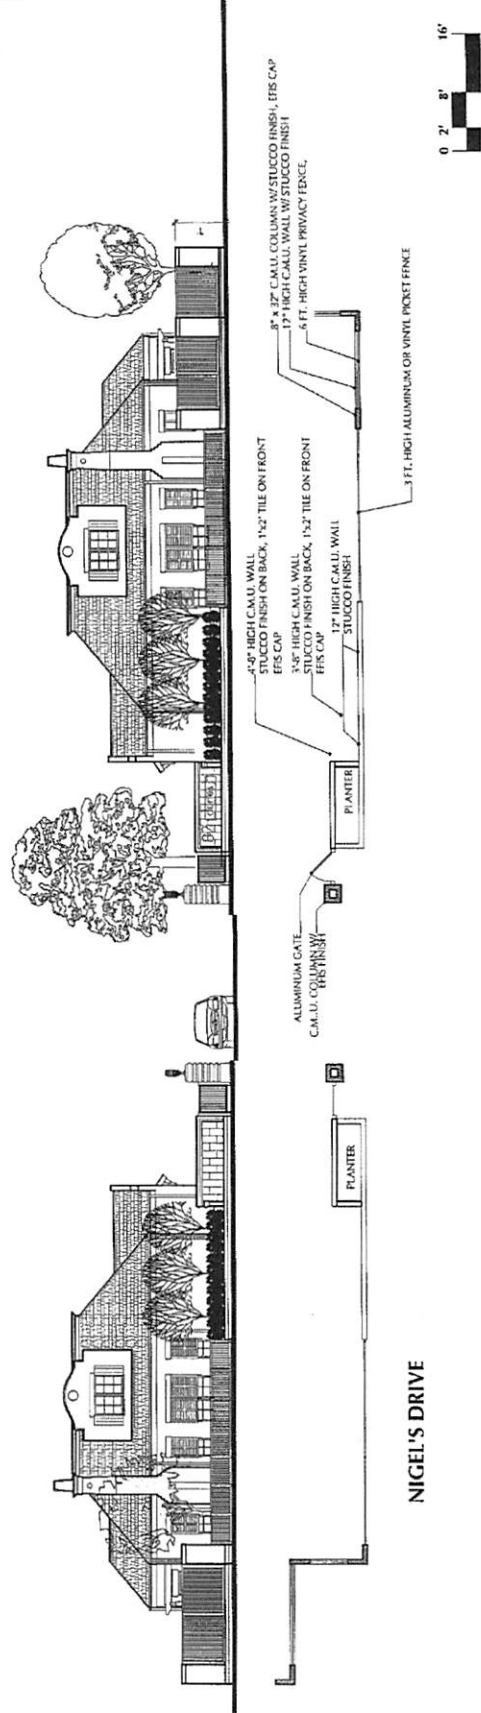 8" x 32" C.M.U. COLUMN W/ STUCCO FINISH, EFIS CAP
12" HIGH C.M.U. WALL W/ STUCCO FINISH
6 FT. HIGH VINYL PRIVACY FENCE,
4'-0" HIGH C.M.U. WALL
STUCCO FINISH ON BACK, 1'x2' TILE ON FRONT
EFIS CAP
3'-8" HIGH C.M.U. WALL
STUCCO FINISH ON BACK, 1'x2' TILE ON FRONT
EFIS CAP
12" HIGH C.M.U. WALL
STUCCO FINISH
3 FT. HIGH ALUMINUM OR VINYL PICKET FENCE
ALUMINUM GATE
C.M.U. COLUMN W/
EFIS FINISH
PLANTER
PLANTER
NIGEL'S DRIVE
0 2' 8' 16'